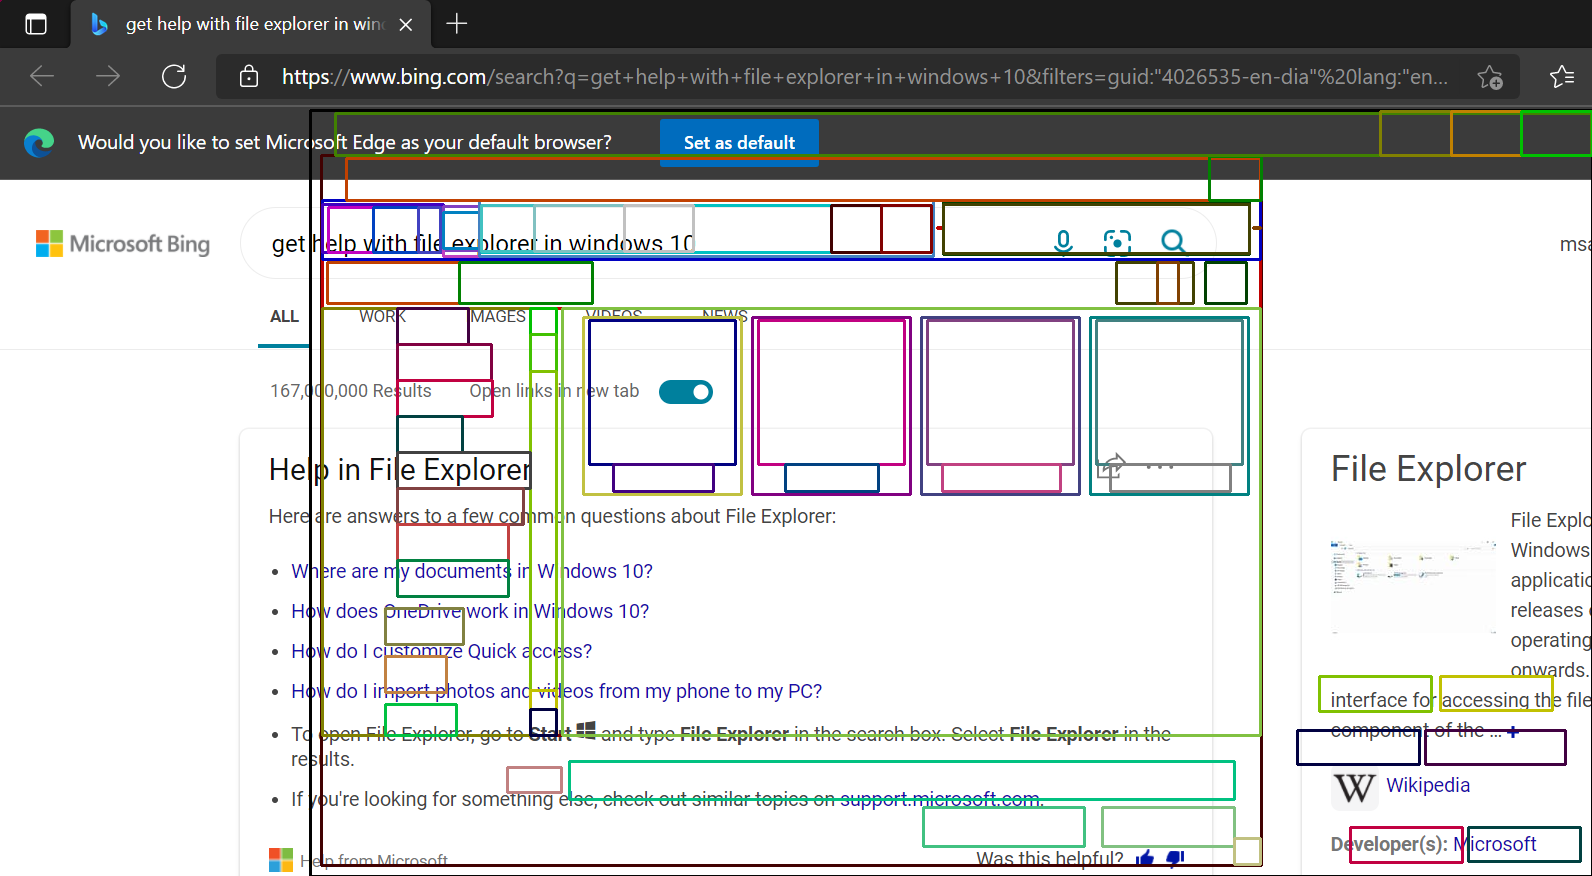 get help with file explorer in wind
https://www.bing.com/search?q=get+help+with+file+explorer+in+windows+10&filters=guid:"4026535-en-dia"%20lang:"en...
Would you like to set Microsoft Edge as your default browser?
Set as default
Microsoft Bing
get help with file explorer in windows 10
msa
ALL
WORK
IMAGES
VIDEOS
NEWS
167,000,000 Results
Open links in new tab
Help in File Explorer
Here are answers to a few common questions about File Explorer:
• Where are my documents in Windows 10?
• How does OneDrive work in Windows 10?
• How do I customize Quick access?
• How do I import photos and videos from my phone to my PC?
• To open File Explorer, go to Start and type File Explorer in the search box. Select File Explorer in the
results.
• If you're looking for something else, check out similar topics on support.microsoft.com.
Help from Microsoft
Was this helpful?
File Explorer
File Explo
Windows
applicatio
releases o
operating
onwards.
interface for accessing the file
component of the ... +
W Wikipedia
Developer(s): Microsoft